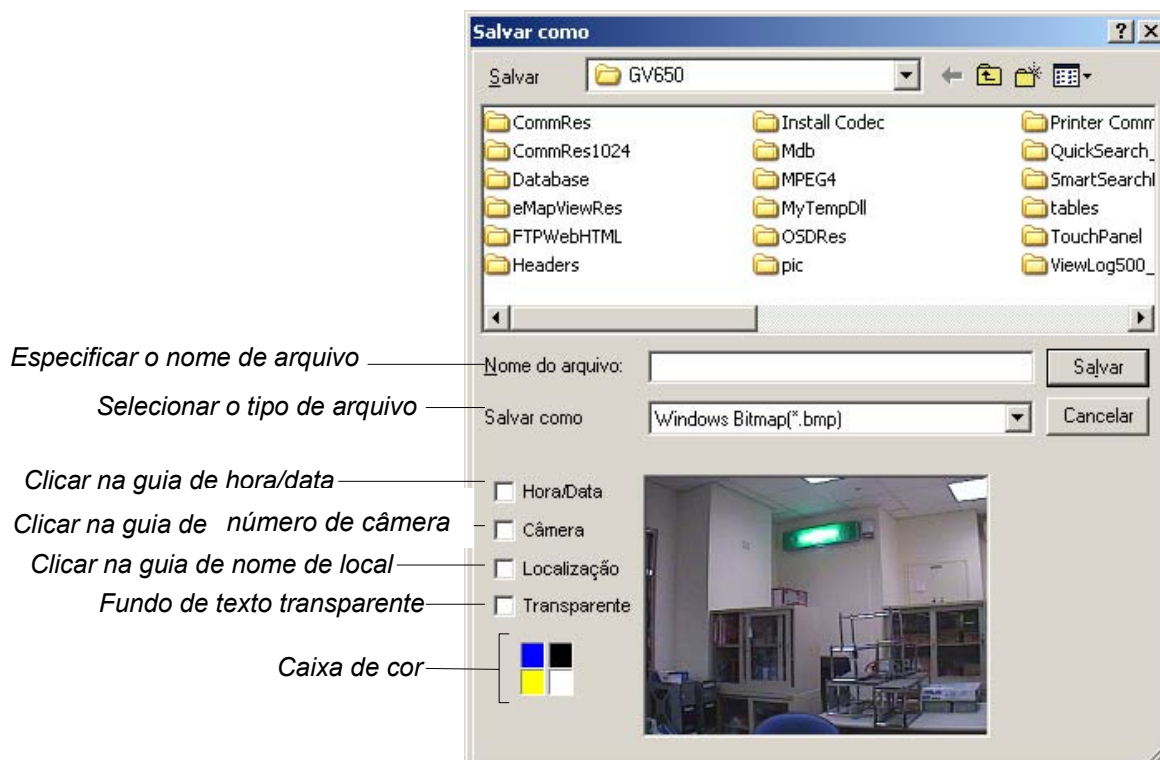 Salvar como
Salvar
GV650
CommRes
Install Codec
Printer Comm
CommRes1024
Mdb
QuickSearch_
Database
MPEG4
SmartSearchI
eMapViewRes
MyTempDll
tables
FTPWebHTML
OSDRes
TouchPanel
Headers
pic
ViewLog500_
Especificar o nome de arquivo
Nome do arquivo:
Salvar
Selecionar o tipo de arquivo
Salvar como
Windows Bitmap(*.bmp)
Cancelar
Clicar na guia de hora/data
Hora/Data
Clicar na guia de número de câmera
Câmera
Clicar na guia de nome de local
Localização
Fundo de texto transparente
Transparente
Caixa de cor